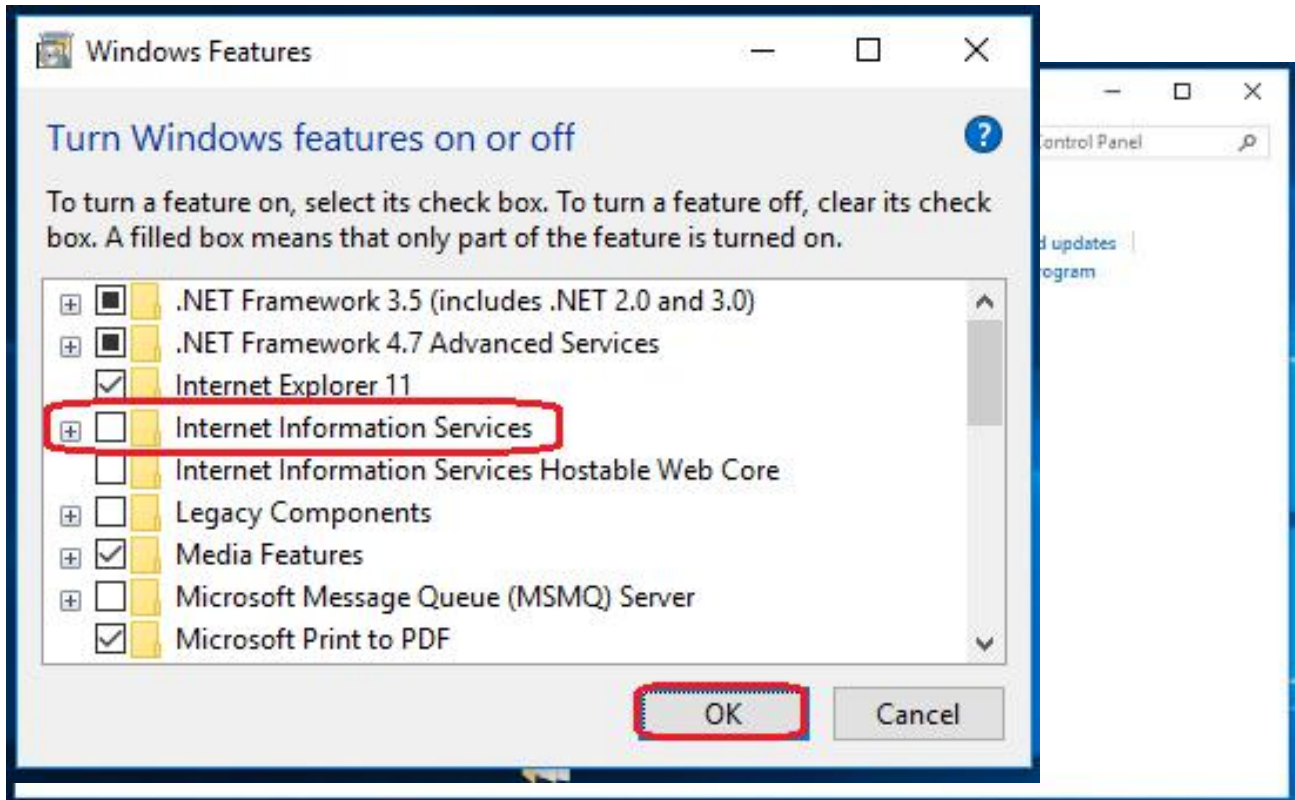 Windows Features
Turn Windows features on or off
To turn a feature on, select its check box. To turn a feature off, clear its check
box. A filled box means that only part of the feature is turned on.
.NET Framework 3.5 (includes .NET 2.0 and 3.0)
.NET Framework 4.7 Advanced Services
Internet Explorer 11
Internet Information Services
Internet Information Services Hostable Web Core
Legacy Components
Media Features
Microsoft Message Queue (MSMQ) Server
Microsoft Print to PDF
OK
Cancel
Control Panel
d updates
rogram